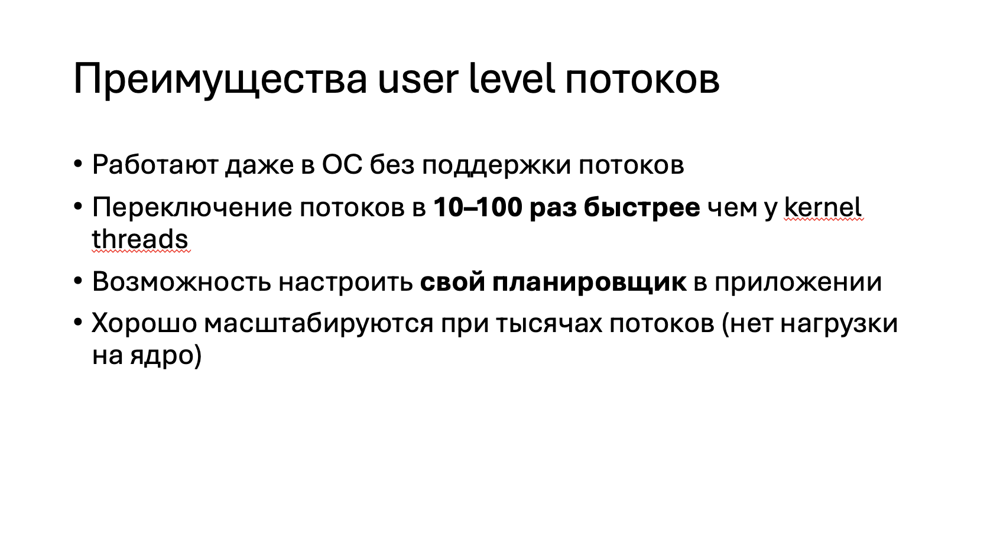 Преимущества user level потоков
• Работают даже в ОС без поддержки потоков
• Переключение потоков в 10–100 раз быстрее чем у kernel
threads
• Возможность настроить свой планировщик в приложении
• Хорошо масштабируются при тысячах потоков (нет нагрузки
на ядро)